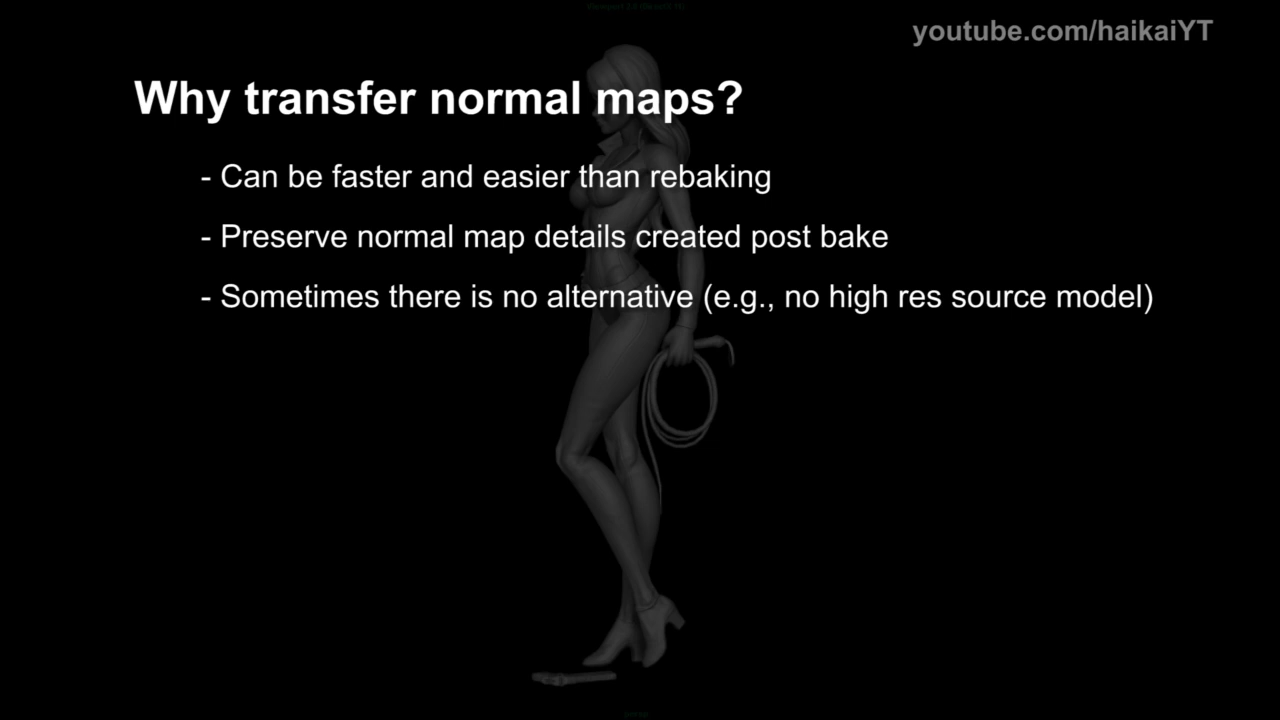 youtube.com/haikaiYT
Why transfer normal maps?
- Can be faster and easier than rebaking
- Preserve normal map details created post bake
- Sometimes there is no alternative (e.g., no high res source model)